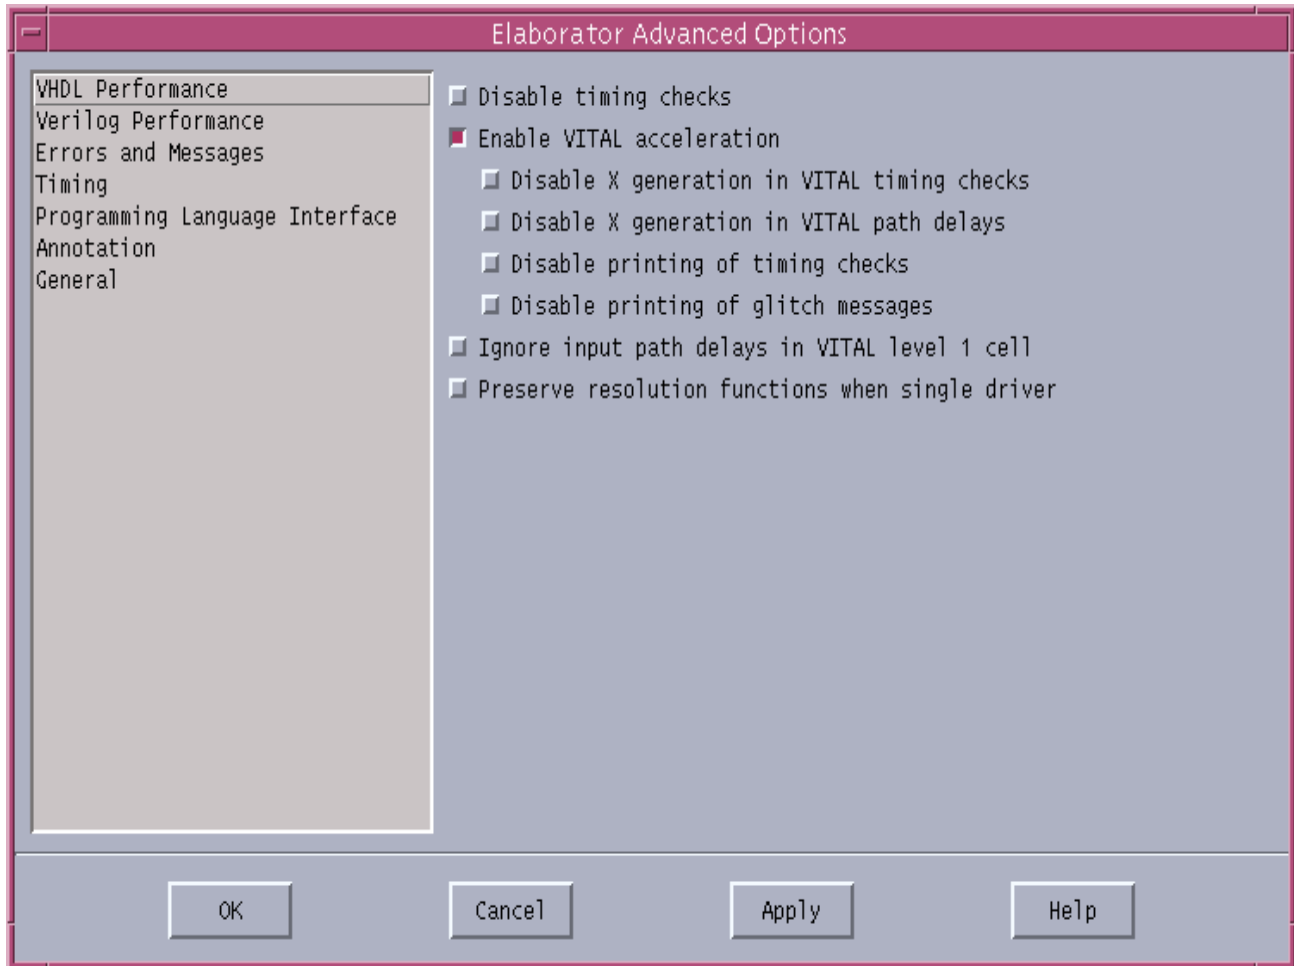 Elaborator Advanced Options
VHDL Performance
Verilog Performance
Errors and Messages
Timing
Programming Language Interface
Annotation
General
Disable timing checks
Enable VITAL acceleration
Disable X generation in VITAL timing checks
Disable X generation in VITAL path delays
Disable printing of timing checks
Disable printing of glitch messages
Ignore input path delays in VITAL level 1 cell
Preserve resolution functions when single driver
OK
Cancel
Apply
Help